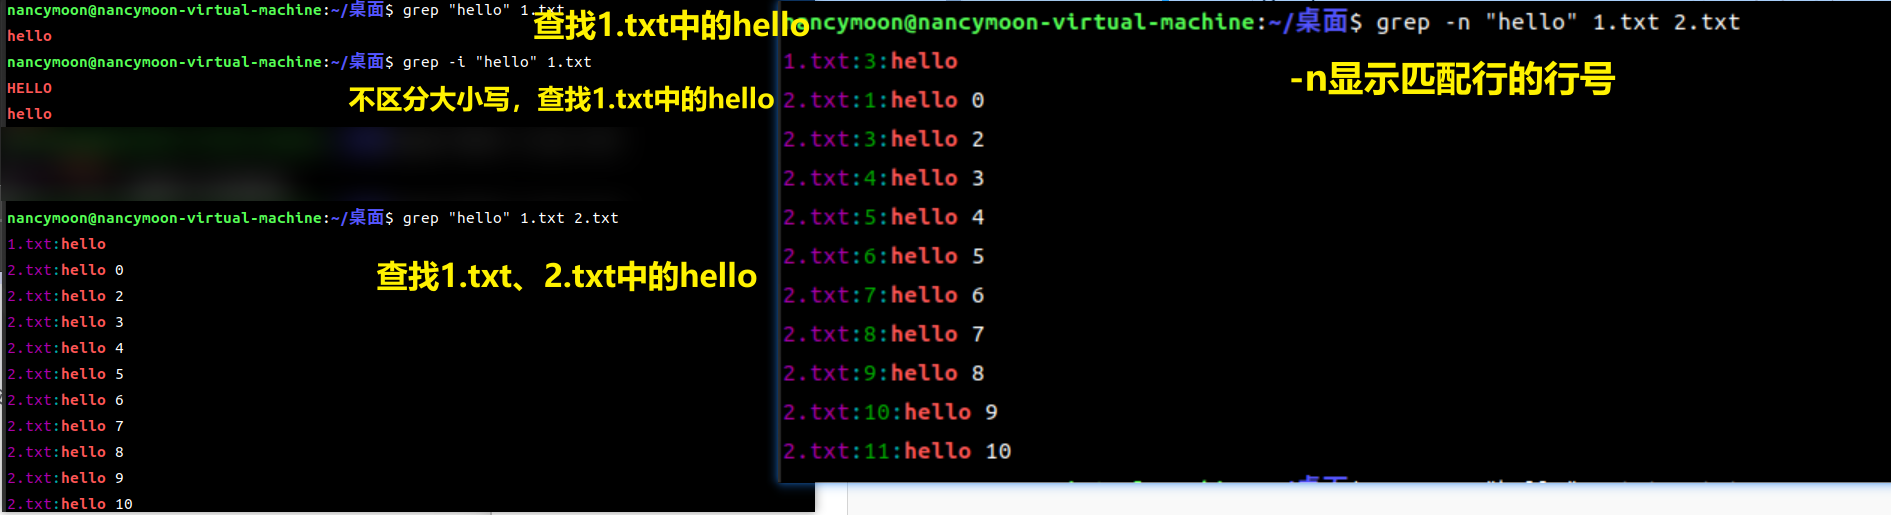 nancymoon@nancymoon-virtual-machine:~/桌面$ grep "hello" 1.txt
查找1.txt中的hello
hello
nancymoon@nancymoon-virtual-machine:~/桌面$ grep -i "hello" 1.txt
HELLO
不区分大小写，查找1.txt中的hello
hello
nancymoon@nancymoon-virtual-machine:~/桌面$ grep "hello" 1.txt 2.txt
1.txt:hello
查找1.txt、2.txt中的hello
2.txt:hello 0
2.txt:hello 2
2.txt:hello 3
2.txt:hello 4
2.txt:hello 5
2.txt:hello 6
2.txt:hello 7
2.txt:hello 8
2.txt:hello 9
2.txt:hello 10
ancymoon@nancymoon-virtual-machine:~/桌面$ grep -n "hello" 1.txt 2.txt
1.txt:3:hello
-n显示匹配行的行号
2.txt:1:hello 0
2.txt:3:hello 2
2.txt:4:hello 3
2.txt:5:hello 4
2.txt:6:hello 5
2.txt:7:hello 6
2.txt:8:hello 7
2.txt:9:hello 8
2.txt:10:hello 9
2.txt:11:hello 10